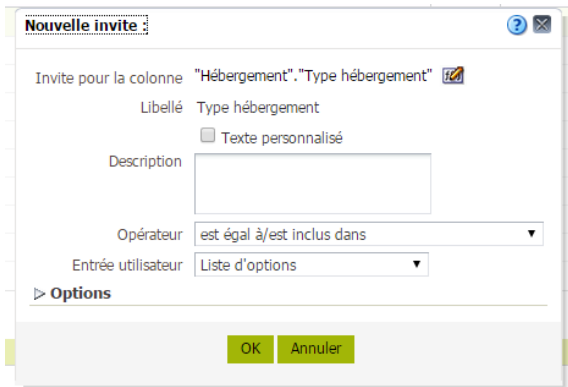 Nouvelle invite :
Invite pour la colonne "Hébergement"."Type hébergement"
Libellé Type hébergement
Texte personnalisé
Description
Opérateur est égal à/est inclus dans
Entrée utilisateur Liste d'options
Options
OK Annuler